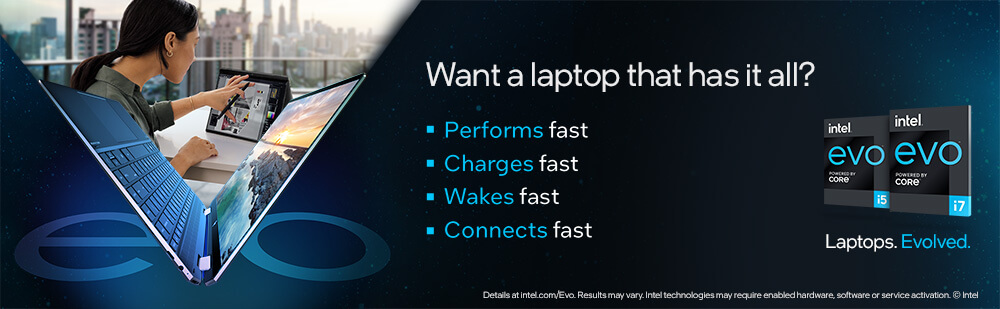 Want a laptop that has it all?
Performs fast
Charges fast
Wakes fast
Connects fast
evo
intel.
evo
POWERED BY
CORE
i5
intel.
evo
POWERED BY
CORE
i7
Laptops. Evolved.
Details at intel.com/Evo. Results may vary. Intel technologies may require enabled hardware, software or service activation. © Intel